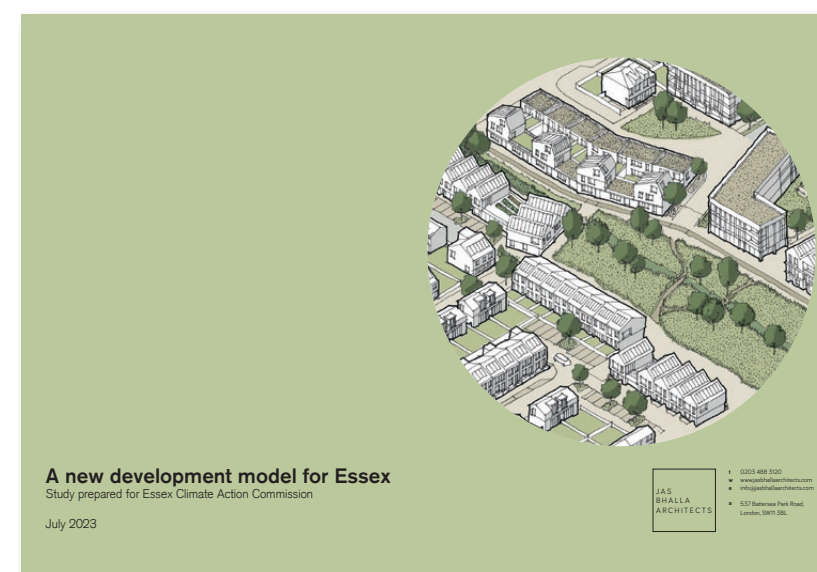 A new development model for Essex
Study prepared for Essex Climate Action Commission
July 2023
JAS
BHALLA
ARCHITECTS
t 0203 488 3120
w www.jasbhallaarchitects.com
e info@jasbhallaarchitects.com
a 537 Battersea Park Road,
London, SW11 3BL